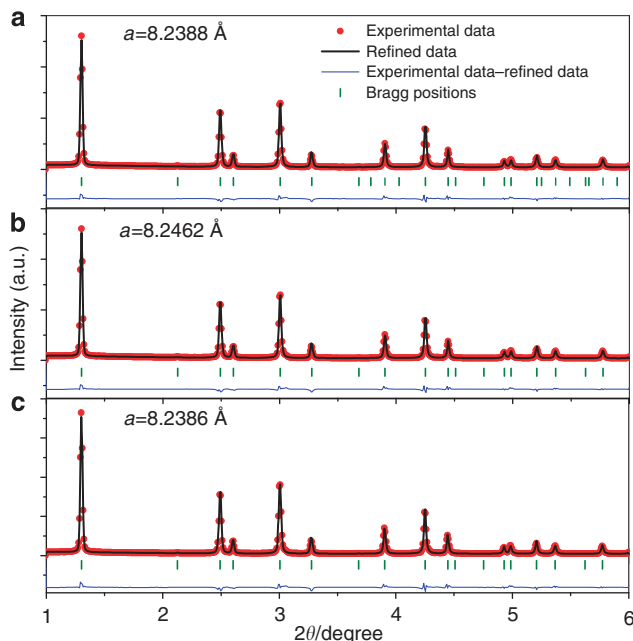 a
a=8.2388 Å
Experimental data
Refined data
Experimental data–refined data
Bragg positions
b
a=8.2462 Å
Intensity (a.u.)
c
a=8.2386 Å
1 2 3 4 5 6
2θ/degree